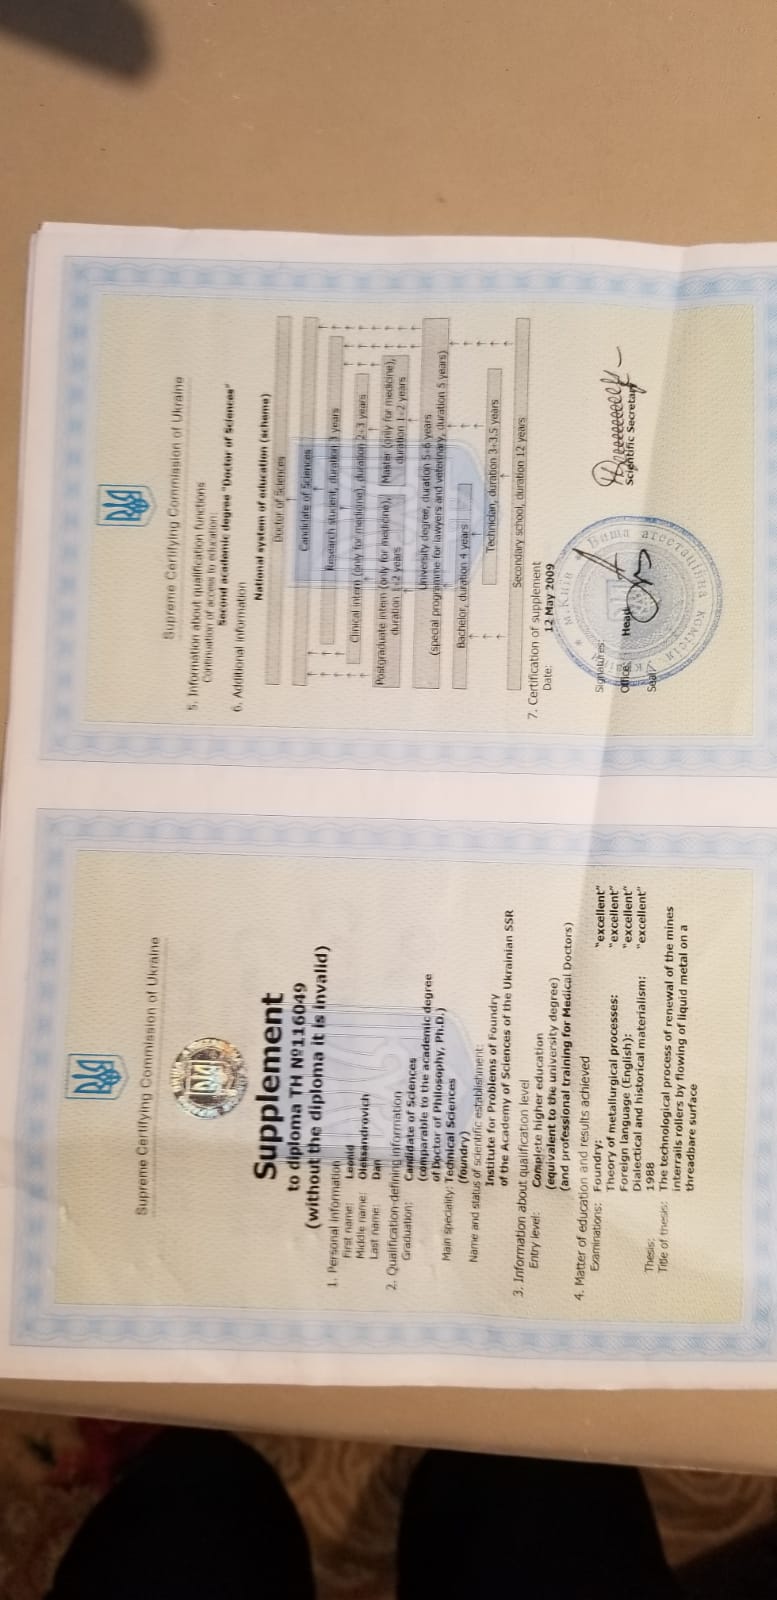 Supreme Certifying Commission of Ukraine
Supplement
to diploma TH №116049
(without the diploma it is invalid)
1. Personal information
First name: Leonid
Middle name: Oleksandrovich
Last name: Dan
2. Qualification-defining information
Graduation: Candidate of Sciences
(comparable to the academic degree
of Doctor of Philosophy, Ph.D.)
Main speciality: Technical Sciences
(foundry)
Name and status of scientific establishment:
Institute for Problems of Foundry
of the Academy of Sciences of the Ukrainian SSR
3. Information about qualification level
Entry level: Complete higher education
(equivalent to the university degree)
(and professional training for Medical Doctors)
4. Matter of education and results achieved
Examinations: Foundry: "excellent"
Theory of metallurgical processes: "excellent"
Foreign language (English): "excellent"
Dialectical and historical materialism: "excellent"
Thesis: 1988
Title of thesis: The technological process of renewal of the mines
interrails rollers by flowing of liquid metal on a
threadbare surface
Supreme Certifying Commission of Ukraine
5. Information about qualification functions
Continuation of access to education:
Second academic degree "Doctor of Sciences"
6. Additional information
National system of education (scheme)
Doctor of Sciences
Candidate of Sciences
Research student, duration 3 years
Clinical intern (only for medicine), duration 2-3 years
Postgraduate intern (only for medicine), duration 1-2 years
Master (only for medicine), duration 1-2 years
University degree, duration 5-6 years
(special programme for lawyers and veterinary, duration 5 years)
Bachelor, duration 4 years
Technician, duration 3-3.5 years
Secondary school, duration 12 years
7. Certification of supplement
Date: 12 May 2009
Signatures:
Office: Head Scientific Secretary
Seal
м.Київ * Вища атестаційна комісія